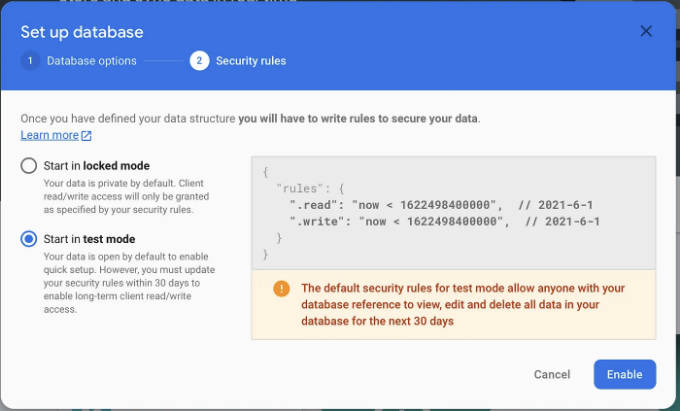 Set up database
1 Database options 2 Security rules
Once you have defined your data structure you will have to write rules to secure your data.
Learn more
Start in locked mode
Your data is private by default. Client
read/write access will only be granted
as specified by your security rules.
Start in test mode
Your data is open by default to enable
quick setup. However, you must update
your security rules within 30 days to
enable long-term client read/write
access.
{
"rules": {
".read": "now < 1622498400000", // 2021-6-1
".write": "now < 1622498400000", // 2021-6-1
}
}
! The default security rules for test mode allow anyone with your
database reference to view, edit and delete all data in your
database for the next 30 days
Cancel Enable